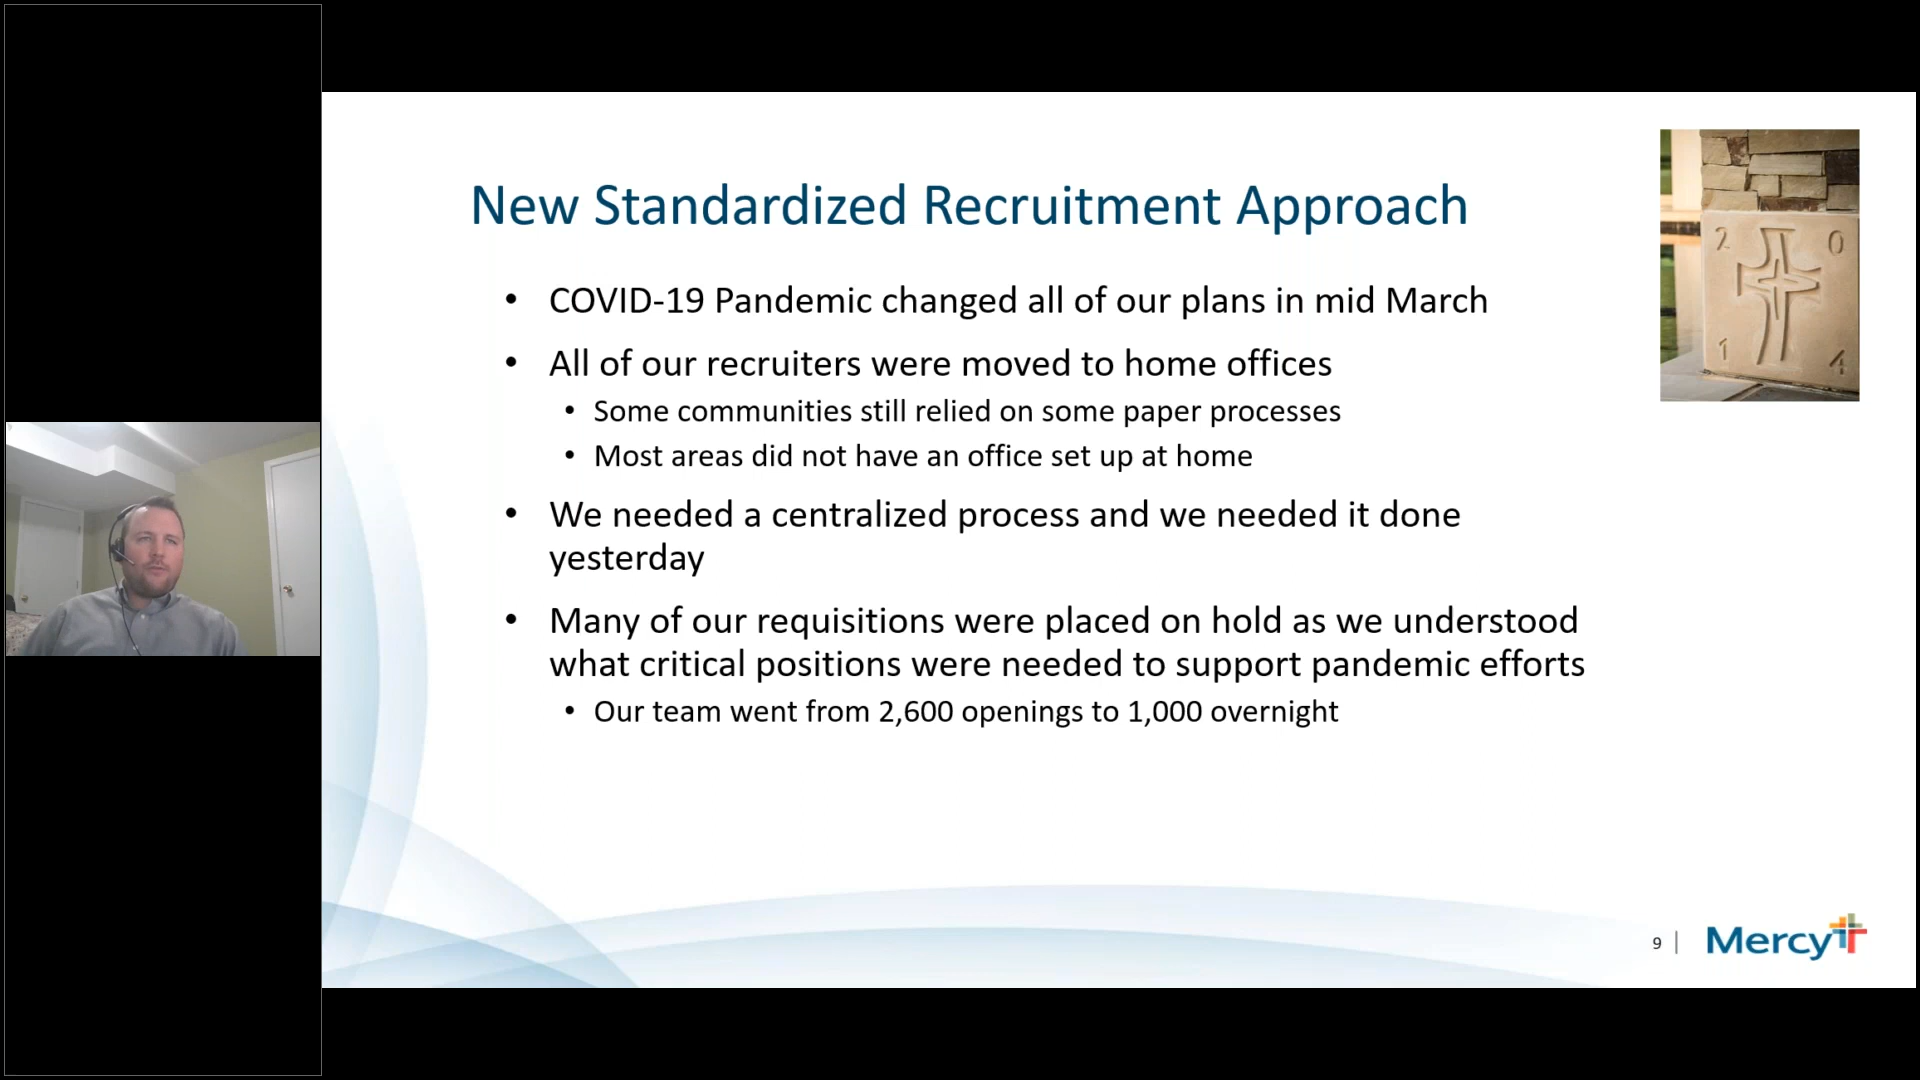 New Standardized Recruitment Approach
• COVID-19 Pandemic changed all of our plans in mid March
• All of our recruiters were moved to home offices
• Some communities still relied on some paper processes
• Most areas did not have an office set up at home
• We needed a centralized process and we needed it done
yesterday
• Many of our requisitions were placed on hold as we understood
what critical positions were needed to support pandemic efforts
• Our team went from 2,600 openings to 1,000 overnight
2 0
1 4
9 |
Mercy